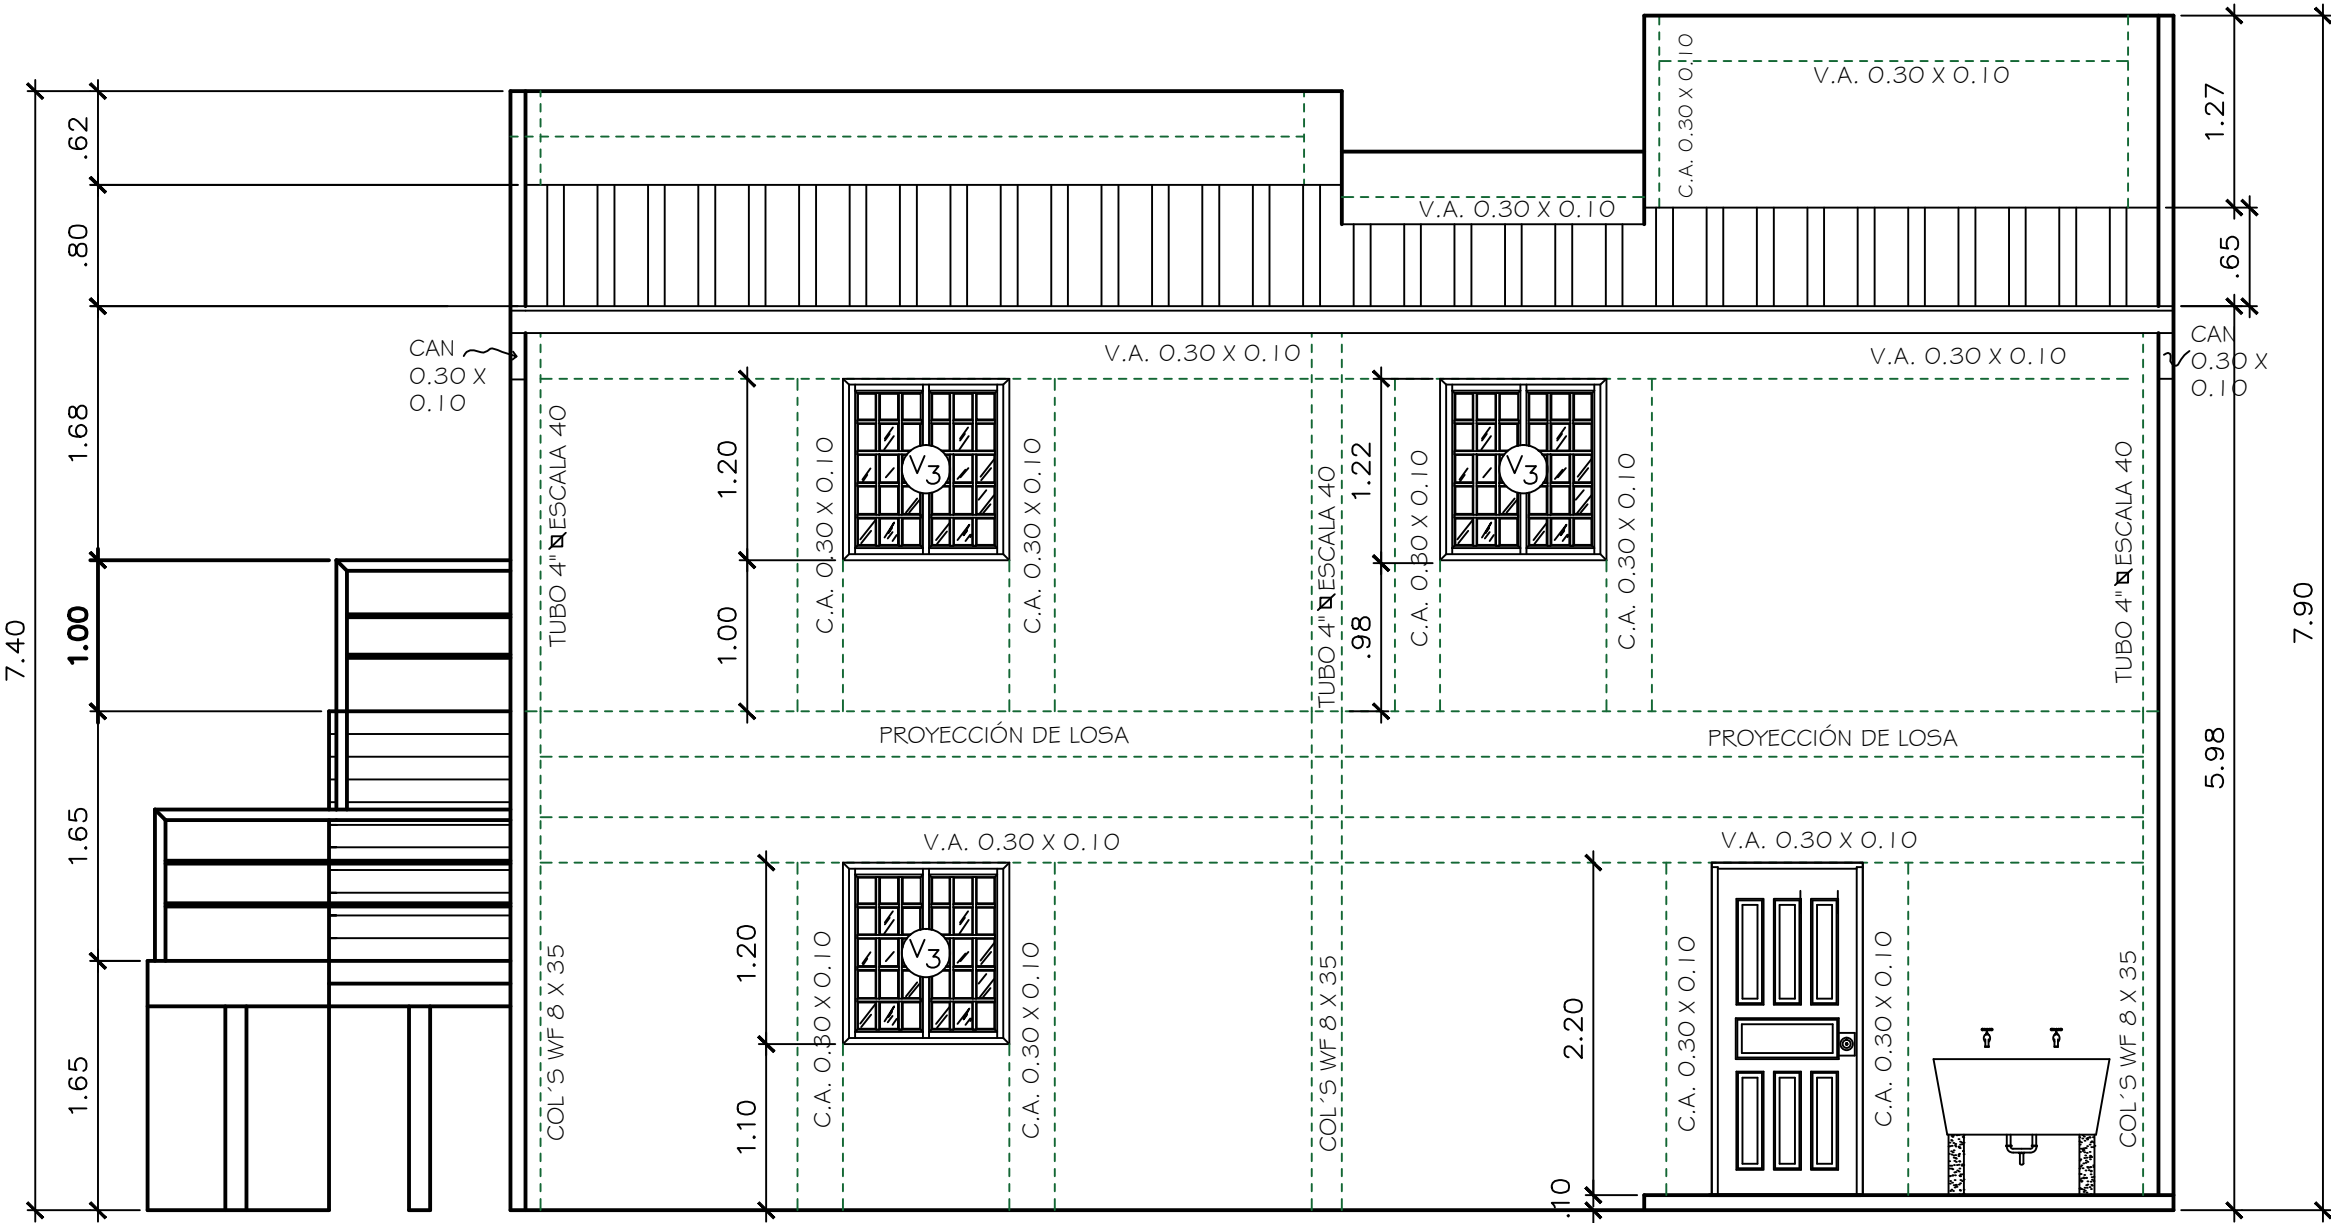 C.A. 0.30 X 0.10
V.A. 0.30 X 0.10
1.27
.62
V.A. 0.30 X 0.10
.80
.65
CAN
0.30 X
0.10
V.A. 0.30 X 0.10
V.A. 0.30 X 0.10
CAN
0.30 X
0.10
1.68
TUBO 4" ESCALA 40
1.20
C.A. 0.30 X 0.10
V3
C.A. 0.30 X 0.10
TUBO 4" ESCALA 40
1.22
C.A. 0.30 X 0.10
V3
C.A. 0.30 X 0.10
TUBO 4" ESCALA 40
7.40
1.00
1.00
.98
7.90
PROYECCIÓN DE LOSA
PROYECCIÓN DE LOSA
5.98
1.65
V.A. 0.30 X 0.10
V.A. 0.30 X 0.10
COL´S WF 8 X 35
1.20
C.A. 0.30 X 0.10
V3
C.A. 0.30 X 0.10
COL´S WF 8 X 35
2.20
C.A. 0.30 X 0.10
C.A. 0.30 X 0.10
COL´S WF 8 X 35
1.65
1.10
.10